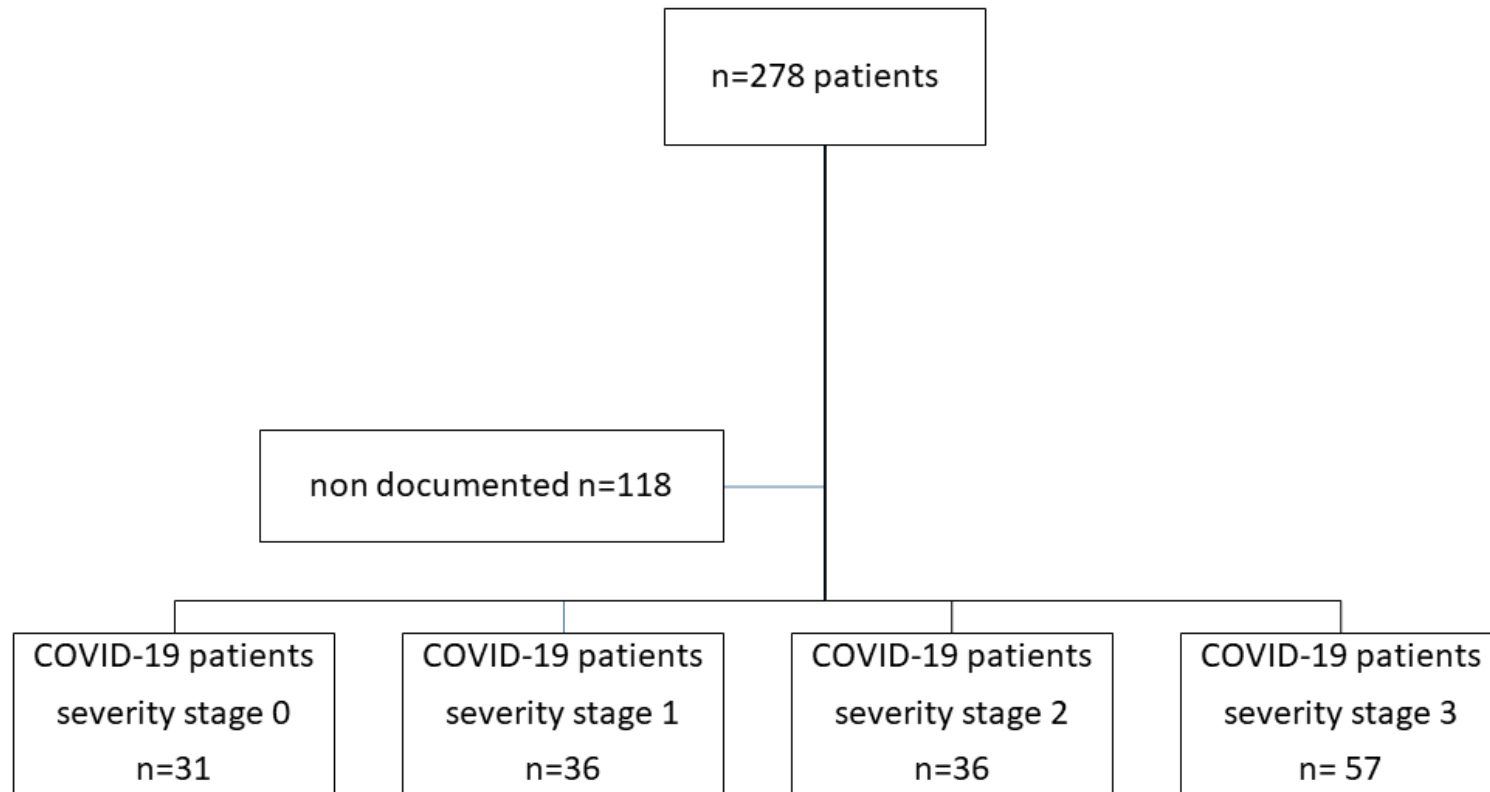 n=278 patients
non documented n=118
COVID-19 patients
severity stage 0
n=31
COVID-19 patients
severity stage 1
n=36
COVID-19 patients
severity stage 2
n=36
COVID-19 patients
severity stage 3
n= 57